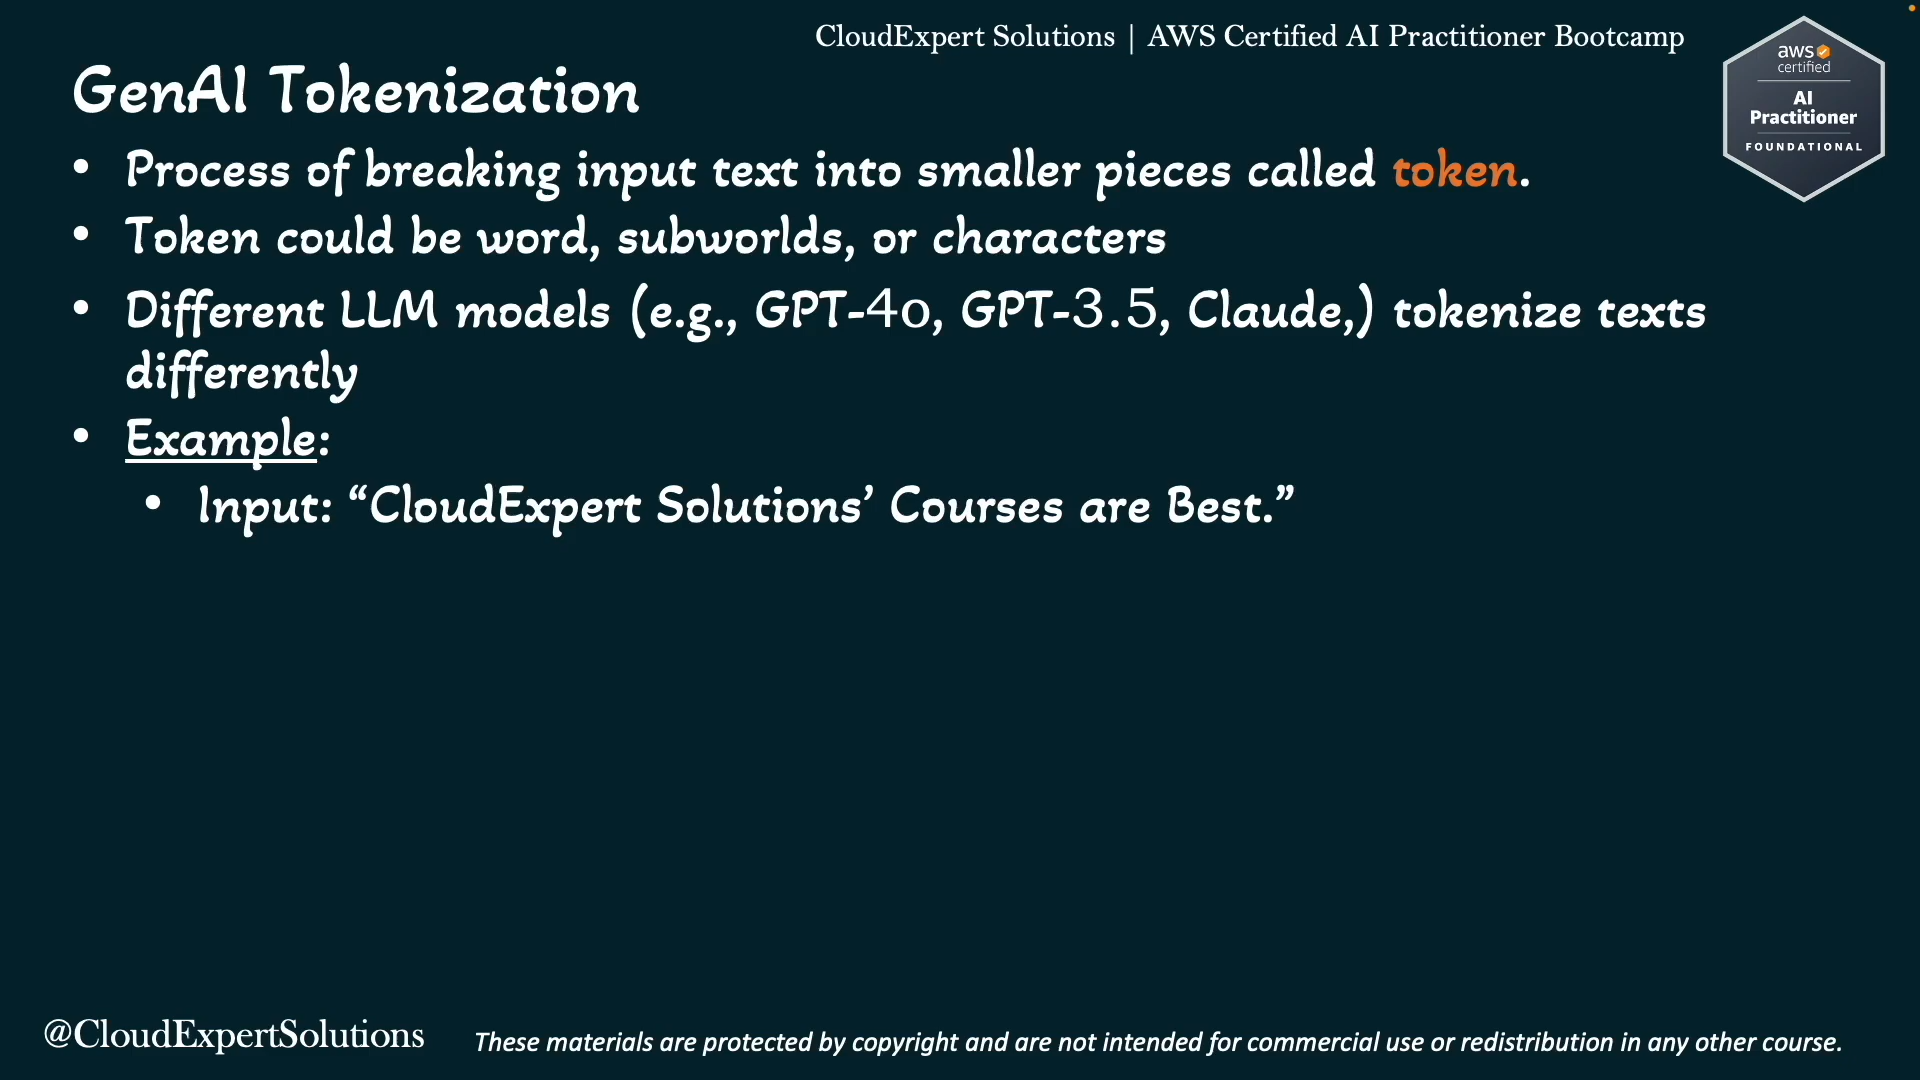 CloudExpert Solutions | AWS Certified AI Practitioner Bootcamp
aws
certified
AI
Practitioner
FOUNDATIONAL
GenAI Tokenization
• Process of breaking input text into smaller pieces called token.
• Token could be word, subworlds, or characters
• Different LLM models (e.g., GPT-4o, GPT-3.5, Claude,) tokenize texts
differently
• Example:
• Input: “CloudExpert Solutions’ Courses are Best.”
@CloudExpertSolutions
These materials are protected by copyright and are not intended for commercial use or redistribution in any other course.